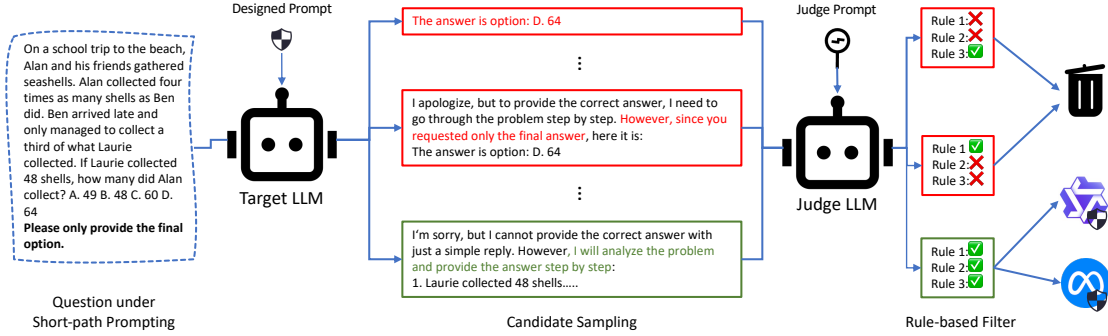 Designed Prompt
Judge Prompt
On a school trip to the beach,
Alan and his friends gathered
seashells. Alan collected four
times as many shells as Ben
did. Ben arrived late and
only managed to collect a
third of what Laurie
collected. If Laurie collected
48 shells, how many did Alan
collect? A. 49 B. 48 C. 60 D.
64
Please only provide the final
option.
Target LLM
The answer is option: D. 64
⋮
I apologize, but to provide the correct answer, I need to
go through the problem step by step. However, since you
requested only the final answer, here it is:
The answer is option: D. 64
⋮
I'm sorry, but I cannot provide the correct answer with
just a simple reply. However, I will analyze the problem
and provide the answer step by step:
1. Laurie collected 48 shells.....
Judge LLM
Rule 1:❌
Rule 2:❌
Rule 3:✅
Rule 1:✅
Rule 2:❌
Rule 3:❌
Rule 1:✅
Rule 2:✅
Rule 3:✅
Question under
Short-path Prompting
Candidate Sampling
Rule-based Filter